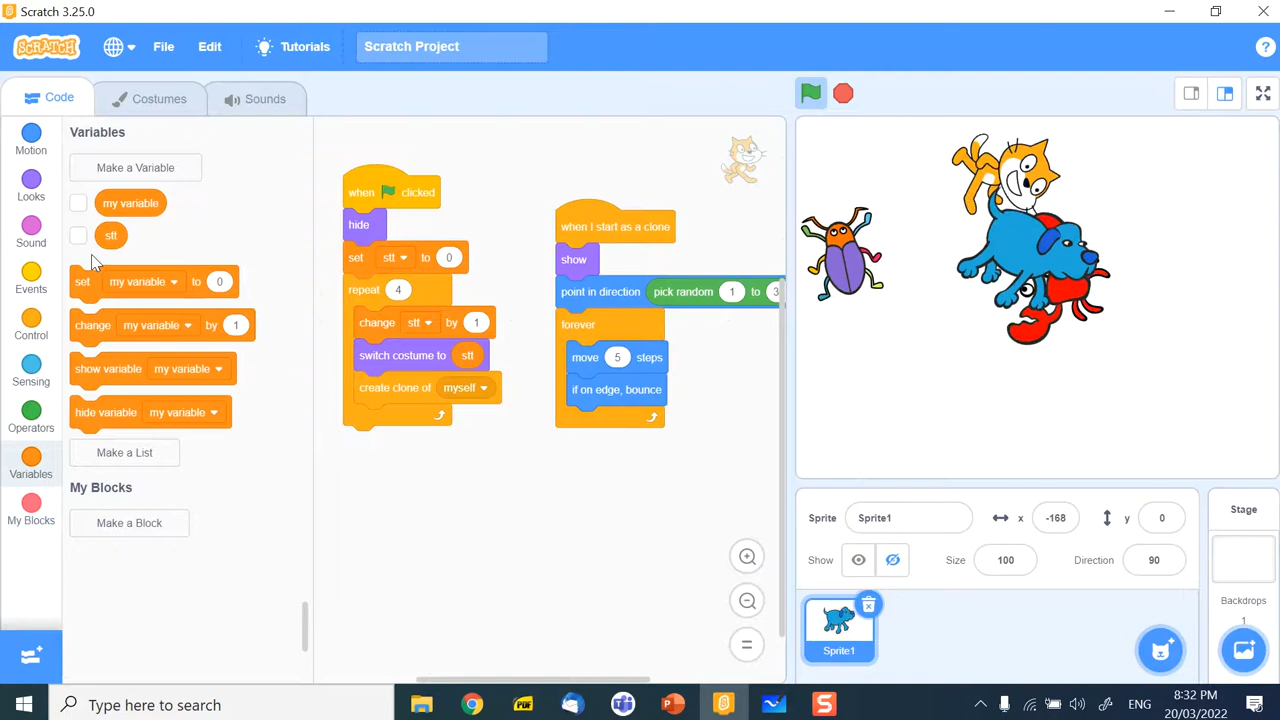 Scratch 3.25.0
SCRATCH
File
Edit
Tutorials
Scratch Project
?
Code
Costumes
Sounds
Motion
Looks
Sound
Events
Control
Sensing
Operators
Variables
My Blocks
Variables
Make a Variable
my variable
stt
set my variable to 0
change my variable by 1
show variable my variable
hide variable my variable
Make a List
My Blocks
Make a Block
when clicked
hide
set stt to 0
repeat 4
change stt by 1
switch costume to stt
create clone of myself
when I start as a clone
show
point in direction pick random 1 to 3
forever
move 5 steps
if on edge, bounce
Sprite Sprite1 x -168 y 0
Show Size 100 Direction 90
Sprite1
Stage
Backdrops
1
Type here to search
PDF
8:32 PM
20/03/2022